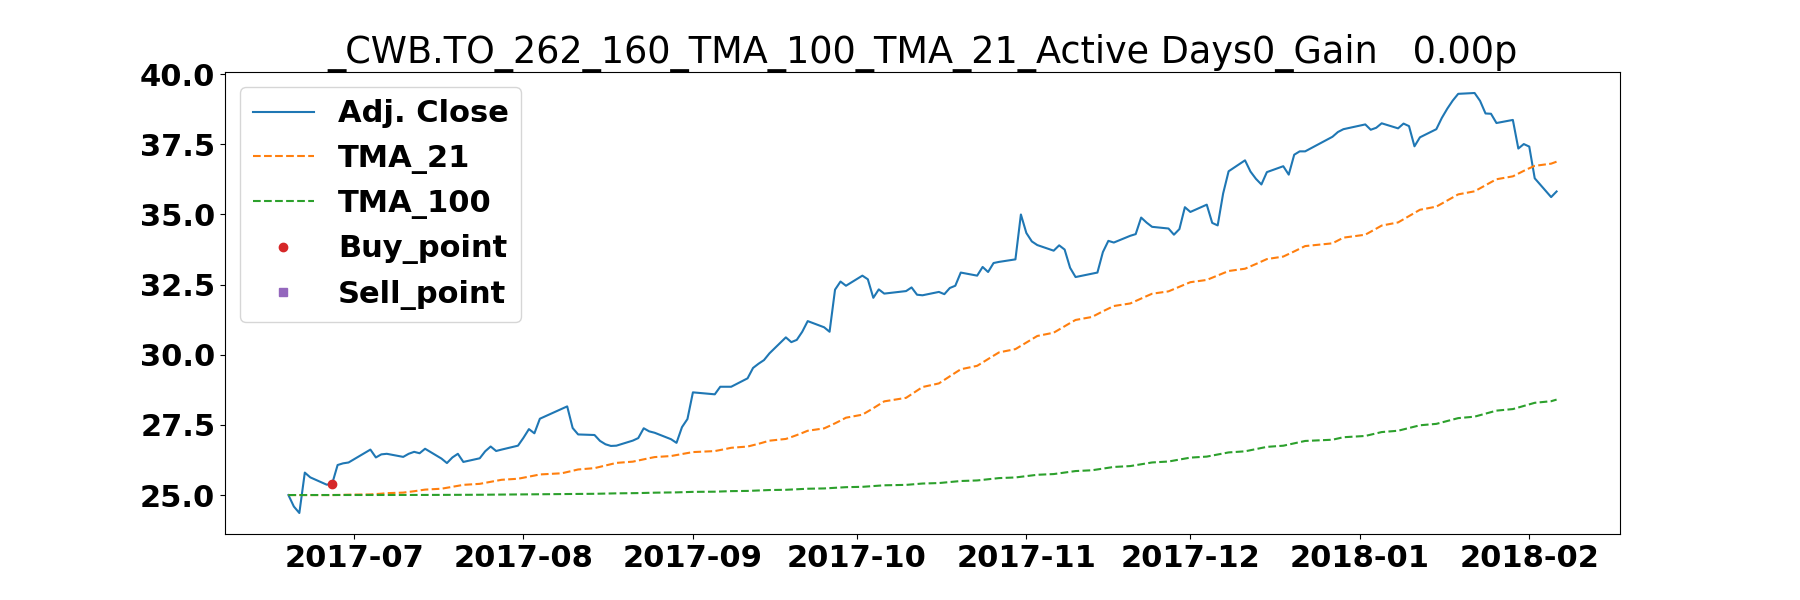 _CWB.TO_262_160_TMA_100_TMA_21_Active Days0_Gain   0.00p
40.0
37.5
35.0
32.5
30.0
27.5
25.0
Adj. Close
TMA_21
TMA_100
Buy_point
Sell_point
2017-07 2017-08 2017-09 2017-10 2017-11 2017-12 2018-01 2018-02